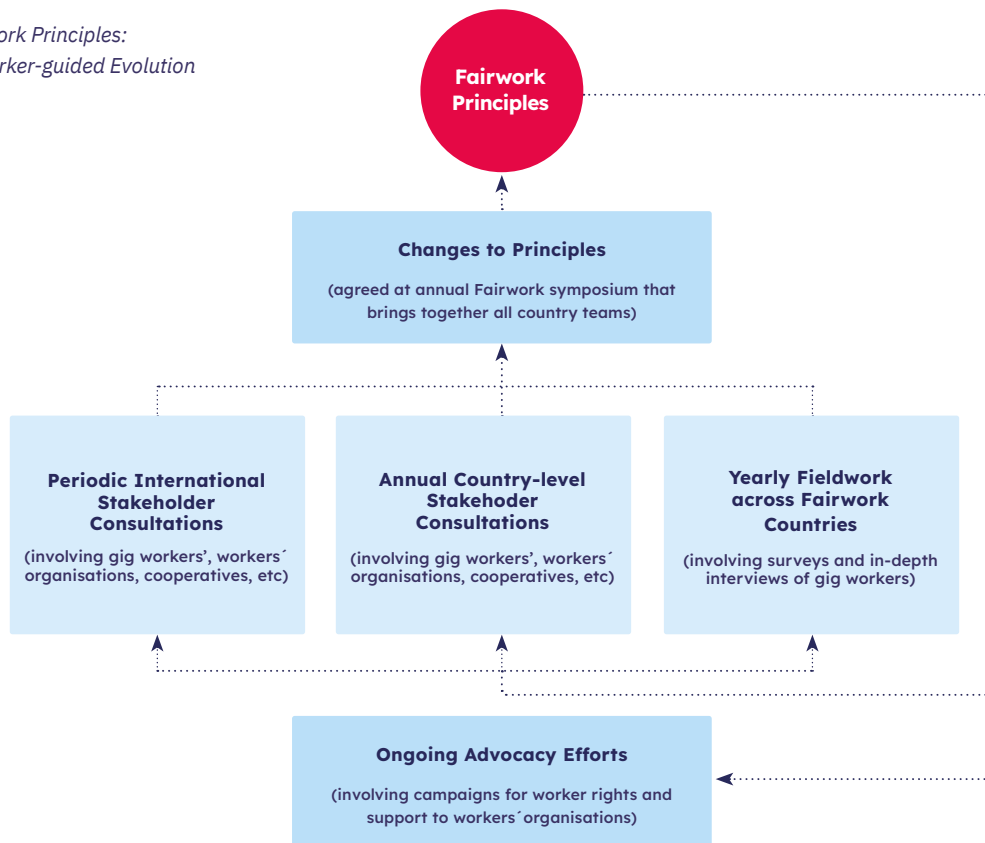 ork Principles:
rker-guided Evolution
Fairwork
Principles
Changes to Principles
(agreed at annual Fairwork symposium that
brings together all country teams)
Periodic International
Stakeholder
Consultations
(involving gig workers’, workers´
organisations, cooperatives, etc)
Annual Country-level
Stakehoder
Consultations
(involving gig workers’, workers´
organisations, cooperatives, etc)
Yearly Fieldwork
across Fairwork
Countries
(involving surveys and in-depth
interviews of gig workers)
Ongoing Advocacy Efforts
(involving campaigns for worker rights and
support to workers´organisations)